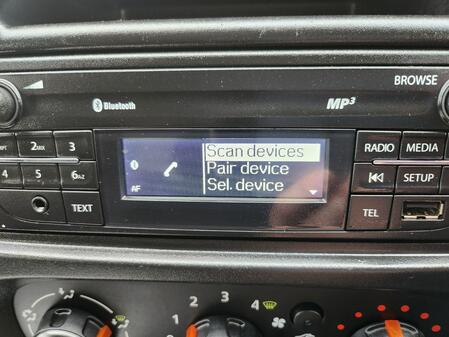 BROWSE
Bluetooth
MP3
2MIX
3
RADIO
MEDIA
Scan devices
Pair device
Sel. device
AF
4
5
6
SETUP
TEXT
TEL
1
2
3
4